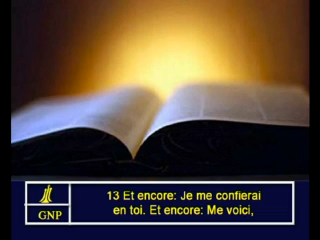 13 Et encore: Je me confierai
en toi. Et encore: Me voici,
GNP